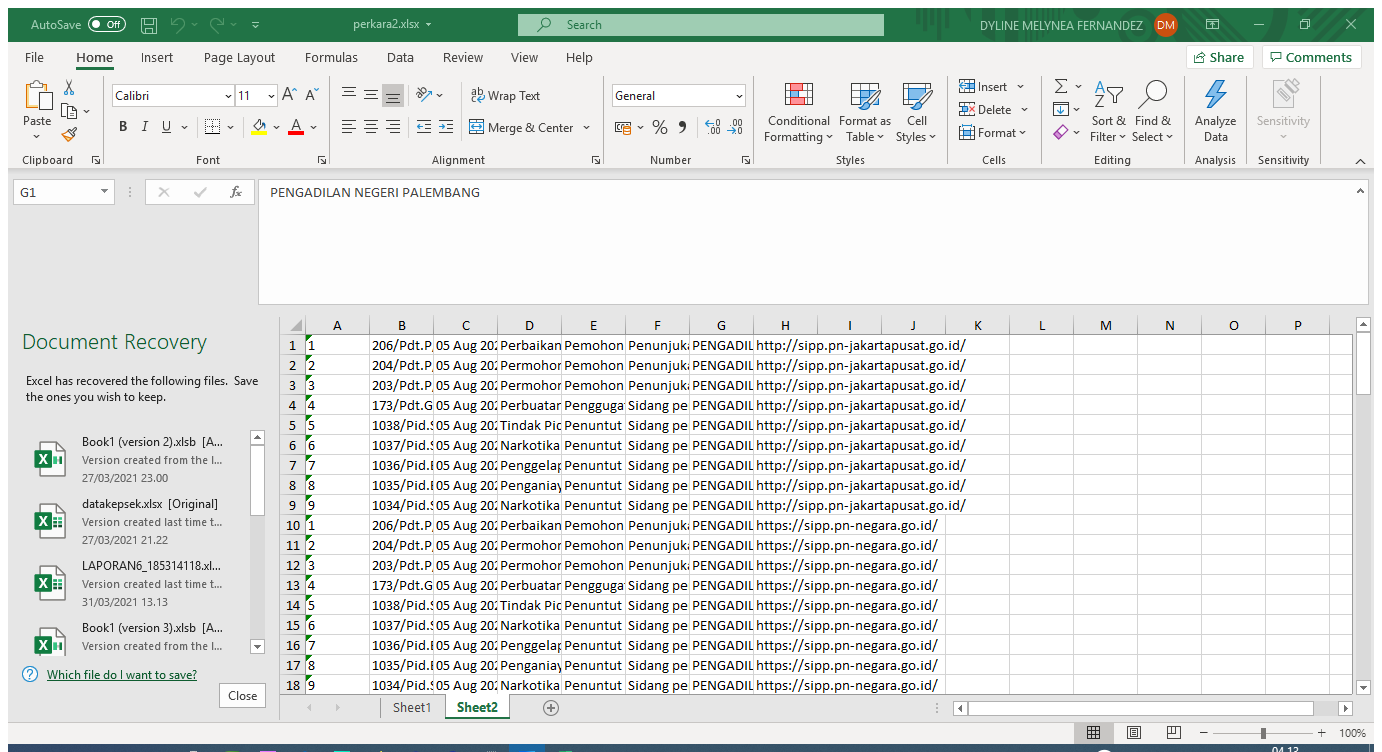 AutoSave Off perkara2.xlsx Search DYLINE MELYNEA FERNANDEZ DM
File Home Insert Page Layout Formulas Data Review View Help Share Comments
Paste
Calibri 11
B I U
ab Wrap Text
Merge & Center
General
% 9
Conditional Formatting
Format as Table
Cell Styles
Insert
Delete
Format
Sort & Filter
Find & Select
Analyze Data
Sensitivity
Clipboard Font Alignment Number Styles Cells Editing Analysis Sensitivity
G1 fx PENGADILAN NEGERI PALEMBANG
Document Recovery
Excel has recovered the following files. Save
the ones you wish to keep.
Book1 (version 2).xlsb [A...
Version created from the l...
27/03/2021 23.00
datakepsek.xlsx [Original]
Version created last time t...
27/03/2021 21.22
LAPORAN6_185314118.xl...
Version created last time t...
31/03/2021 13.13
Book1 (version 3).xlsb [A...
Version created from the l...
Which file do I want to save?
Close
A B C D E F G H I J K L M N O P
1 1 206/Pdt.P, 05 Aug 202 Perbaikan Pemohon Penunjuka PENGADIL http://sipp.pn-jakartapusat.go.id/
2 2 204/Pdt.P, 05 Aug 202 Permohon Pemohon Penunjuka PENGADIL http://sipp.pn-jakartapusat.go.id/
3 3 203/Pdt.P, 05 Aug 202 Permohon Pemohon Penunjuka PENGADIL http://sipp.pn-jakartapusat.go.id/
4 4 173/Pdt.G 05 Aug 202 Perbuatan Penggugat Sidang pe PENGADIL http://sipp.pn-jakartapusat.go.id/
5 5 1038/Pid.S 05 Aug 202 Tindak Pid Penuntut Sidang pe PENGADIL http://sipp.pn-jakartapusat.go.id/
6 6 1037/Pid.S 05 Aug 202 Narkotika Penuntut Sidang pe PENGADIL http://sipp.pn-jakartapusat.go.id/
7 7 1036/Pid.B 05 Aug 202 Penggelap Penuntut Sidang pe PENGADIL http://sipp.pn-jakartapusat.go.id/
8 8 1035/Pid.B 05 Aug 202 Penganiay Penuntut Sidang pe PENGADIL http://sipp.pn-jakartapusat.go.id/
9 9 1034/Pid.S 05 Aug 202 Narkotika Penuntut Sidang pe PENGADIL http://sipp.pn-jakartapusat.go.id/
10 1 206/Pdt.P, 05 Aug 202 Perbaikan Pemohon Penunjuka PENGADIL https://sipp.pn-negara.go.id/
11 2 204/Pdt.P, 05 Aug 202 Permohon Pemohon Penunjuka PENGADIL https://sipp.pn-negara.go.id/
12 3 203/Pdt.P, 05 Aug 202 Permohon Pemohon Penunjuka PENGADIL https://sipp.pn-negara.go.id/
13 4 173/Pdt.G 05 Aug 202 Perbuatan Penggugat Sidang pe PENGADIL https://sipp.pn-negara.go.id/
14 5 1038/Pid.S 05 Aug 202 Tindak Pid Penuntut Sidang pe PENGADIL https://sipp.pn-negara.go.id/
15 6 1037/Pid.S 05 Aug 202 Narkotika Penuntut Sidang pe PENGADIL https://sipp.pn-negara.go.id/
16 7 1036/Pid.B 05 Aug 202 Penggelap Penuntut Sidang pe PENGADIL https://sipp.pn-negara.go.id/
17 8 1035/Pid.B 05 Aug 202 Penganiay Penuntut Sidang pe PENGADIL https://sipp.pn-negara.go.id/
18 9 1034/Pid.S 05 Aug 202 Narkotika Penuntut Sidang pe PENGADIL https://sipp.pn-negara.go.id/
Sheet1 Sheet2
100%